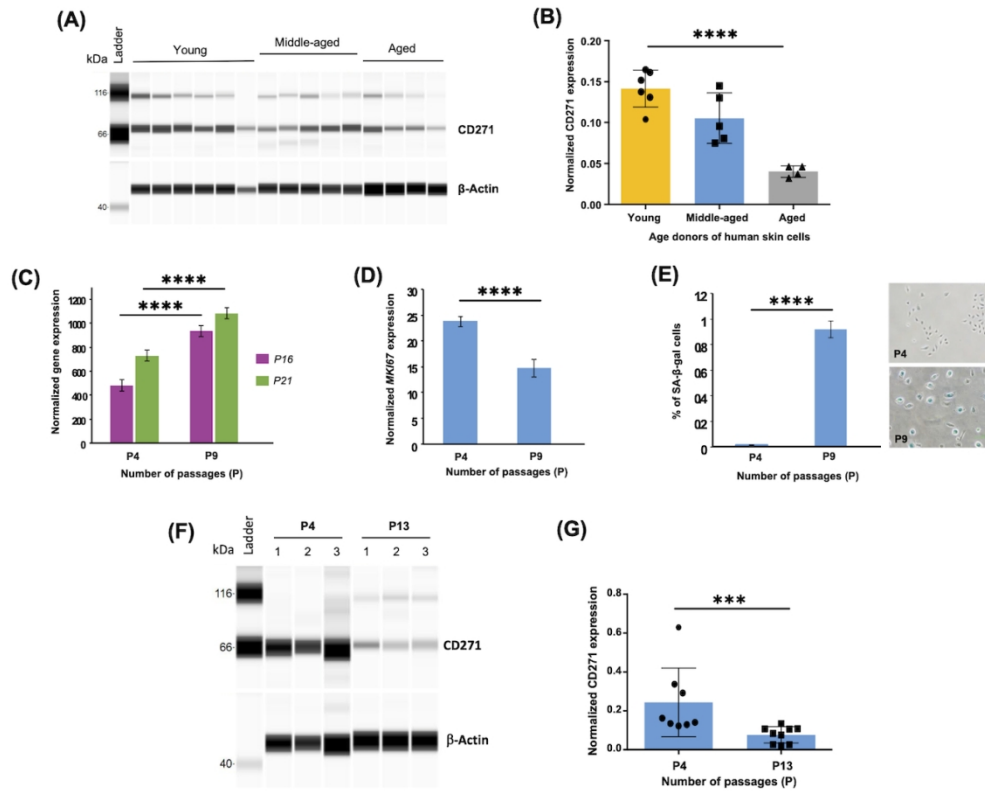 (A)
Ladder
kDa
Young
Middle-aged
Aged
116
66
CD271
β-Actin
40
(B)
****
Normalized CD271 expression
0.20
0.15
0.10
0.05
0.00
Young Middle-aged Aged
Age donors of human skin cells
(C)
****
****
Normalized gene expression
1200
1000
800
600
400
200
0
P16
P21
P4 P9
Number of passages (P)
(D)
****
Normalized MKI67 expression
30
25
20
15
10
5
0
P4 P9
Number of passages (P)
(E)
****
% of SA-β-gal cells
12
1
0.8
0.6
0.4
02
0
P4 P9
Number of passages (P)
P4
P9
(F)
Ladder
kDa
P4 P13
1 2 3 1 2 3
116
66
CD271
β-Actin
40
(G)
***
Normalized CD271 expression
0.8
0.6
0.4
0.2
0.0
P4 P13
Number of passages (P)